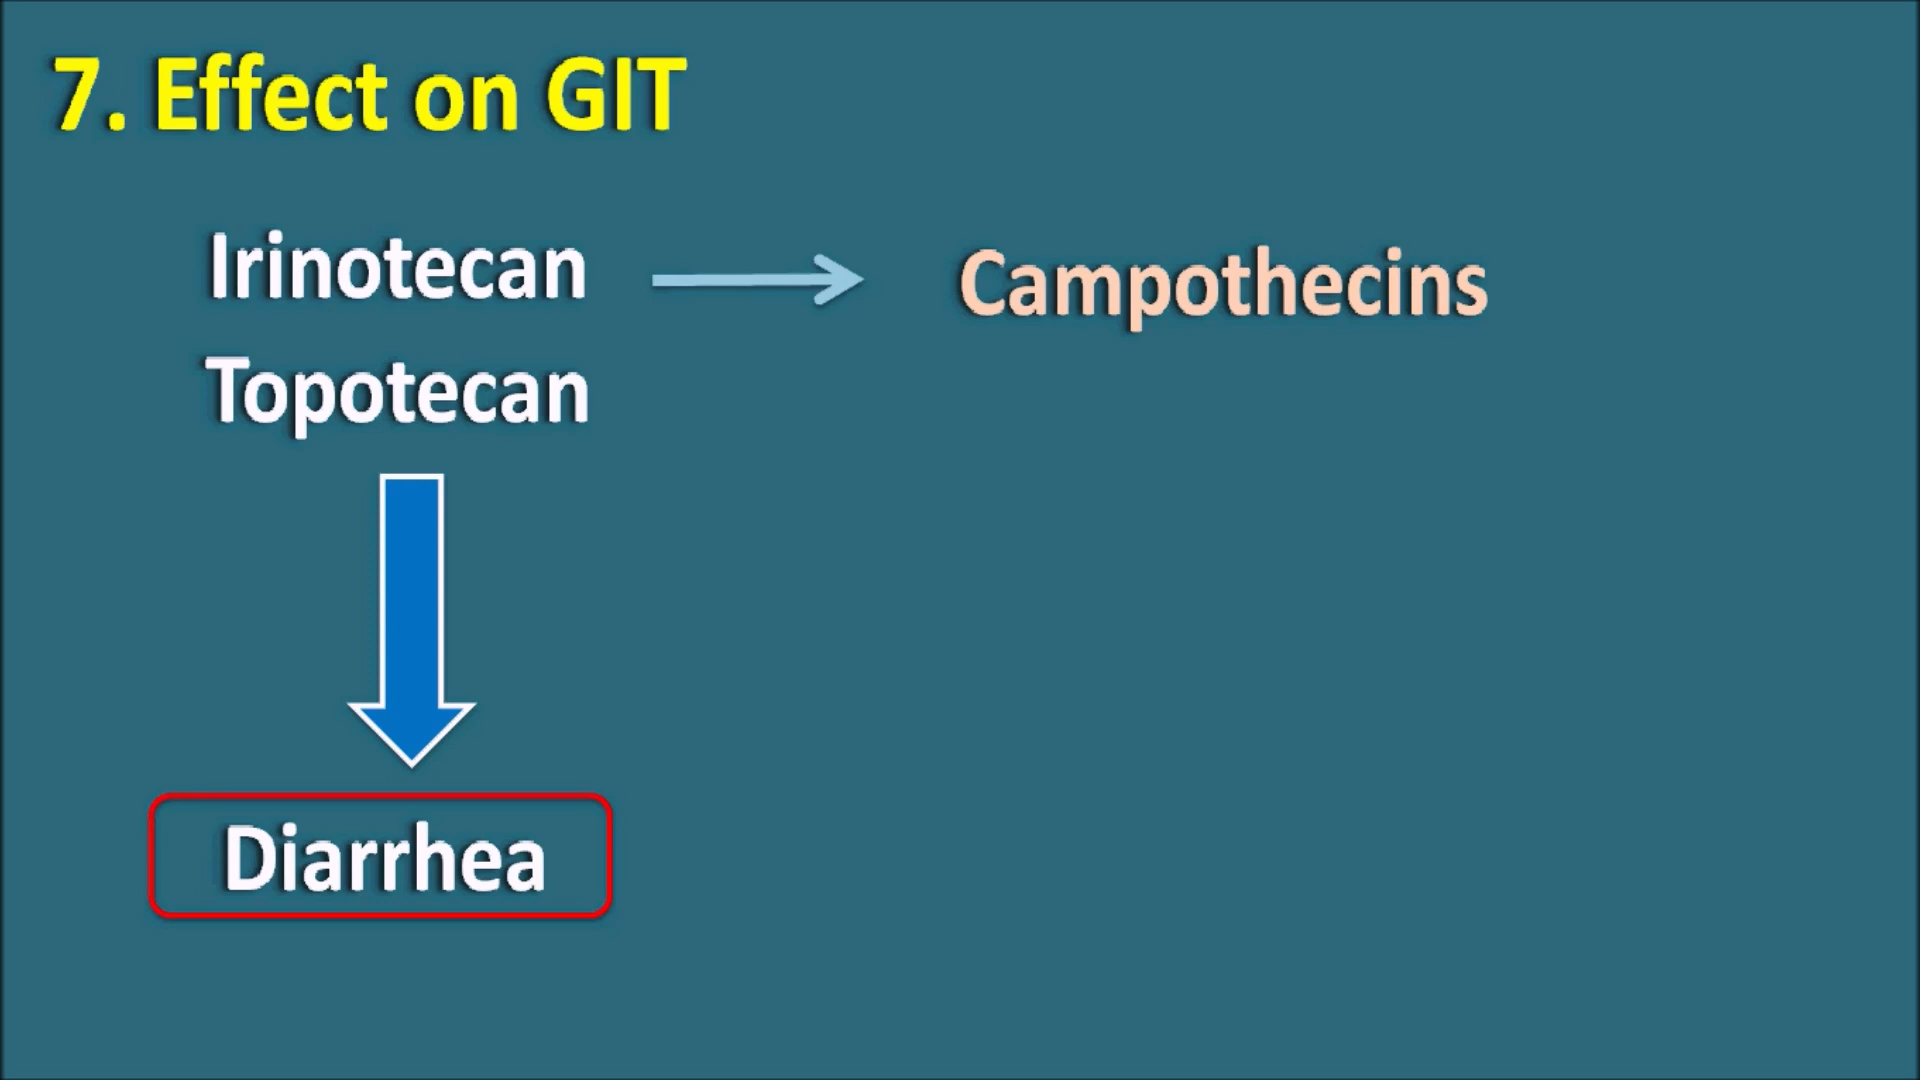 7. Effect on GIT
Irinotecan
Campothecins
Topotecan
Diarrhea